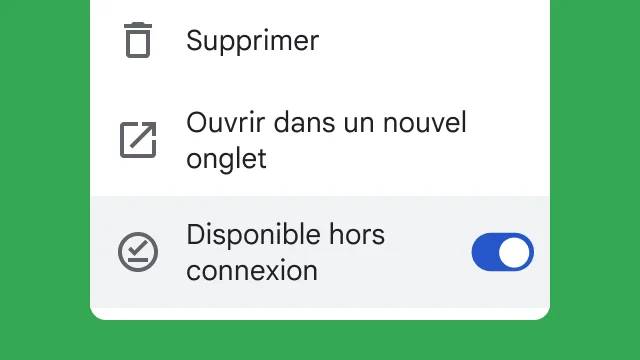 Supprimer
Ouvrir dans un nouvel
onglet
Disponible hors
connexion